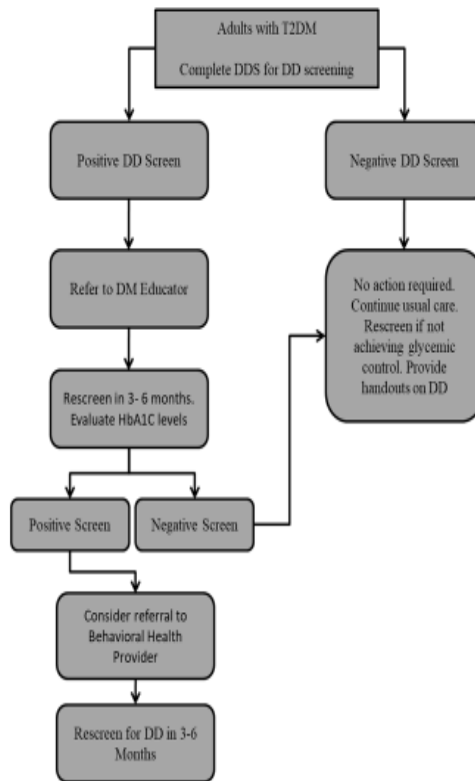 Adults with T2DM
Complete DDS for DD screening
Positive DD Screen
Negative DD Screen
Refer to DM Educator
No action required.
Continue usual care.
Rescreen if not
achieving glycemic
control. Provide
handouts on DD
Rescreen in 3- 6 months.
Evaluate HbA1C levels
Positive Screen
Negative Screen
Consider referral to
Behavioral Health
Provider
Rescreen for DD in 3-6
Months